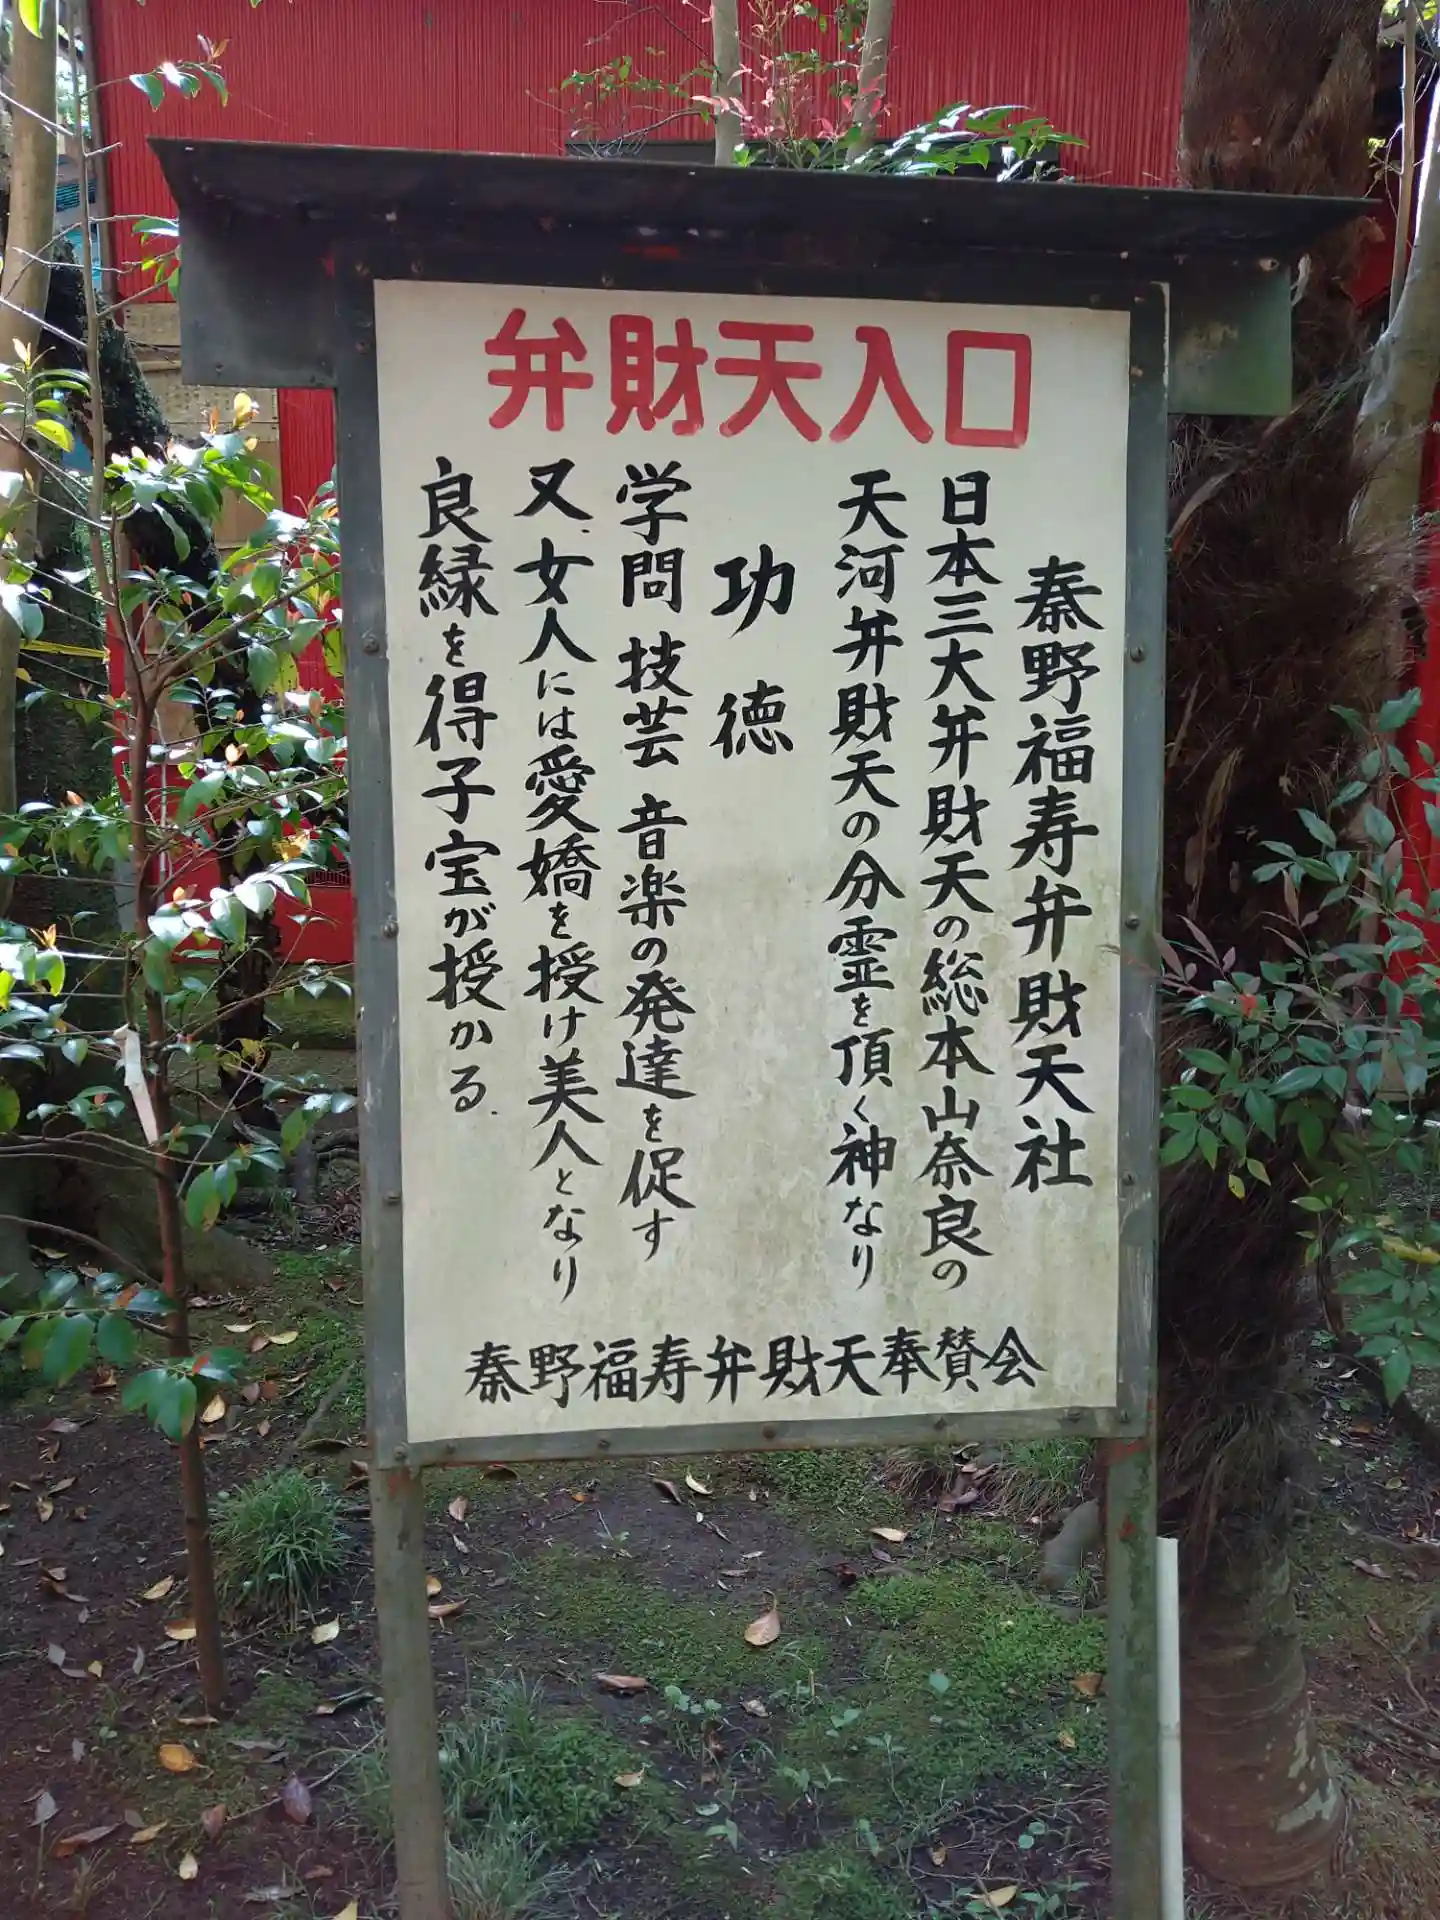 弁財天入口
秦野福寿弁財天社
日本三大弁財天の総本山奈良の
天河弁財天の分霊を頂く神なり
功徳
学問 技芸 音楽の発達を促す
又、女人には愛嬌を授け美人となり
良縁を得子宝が授かる.
秦野福寿弁財天奉賛会